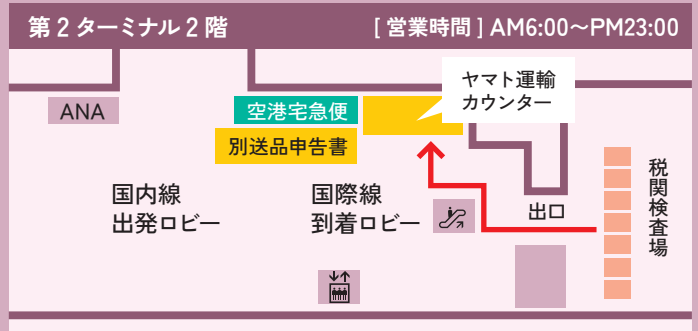 第2ターミナル2階
[営業時間] AM6:00〜PM23:00
ヤマト運輸
カウンター
ANA
空港宅急便
別送品申告書
国内線
出発ロビー
国際線
到着ロビー
出口
税関検査場